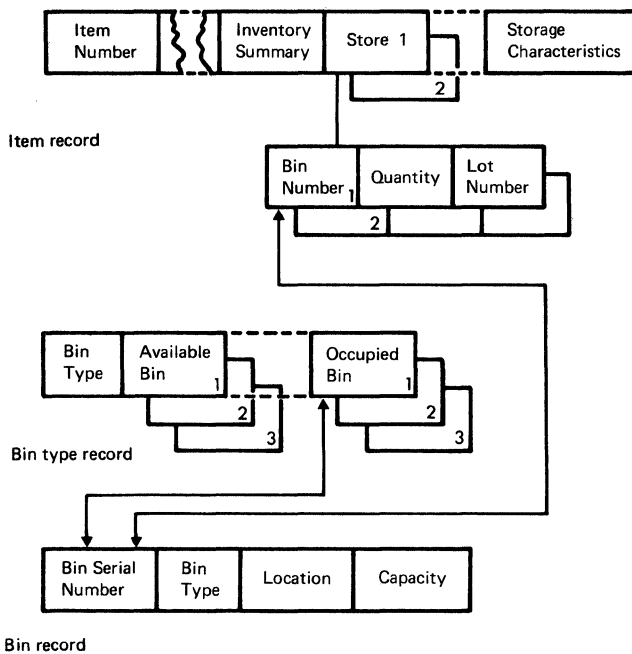 Item
Number
Inventory
Summary
Store 1
2
Storage
Characteristics
Item record
Bin
Number 1
Quantity
Lot
Number
2
Bin
Type
Available
Bin
1
2
3
Occupied
Bin
1
2
3
Bin type record
Bin Serial
Number
Bin
Type
Location
Capacity
Bin record